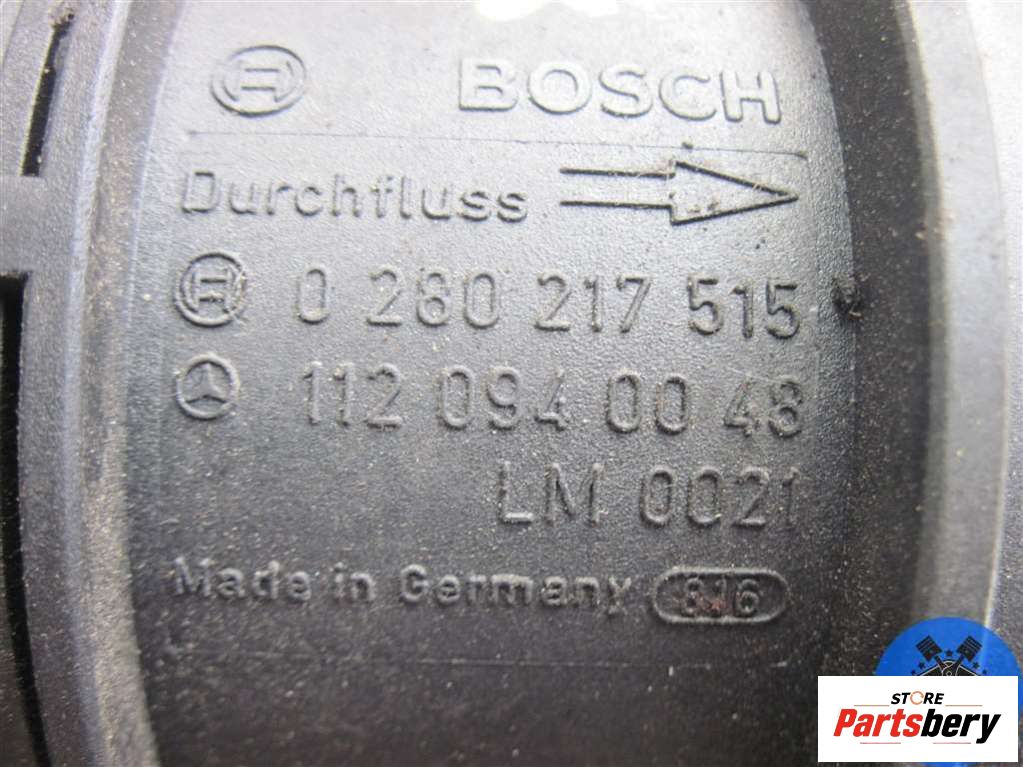 BOSCH
Durchfluss
0 280 217 515
112 094 00 48
LM 0021
Made in Germany 816
STORE
Partsbery